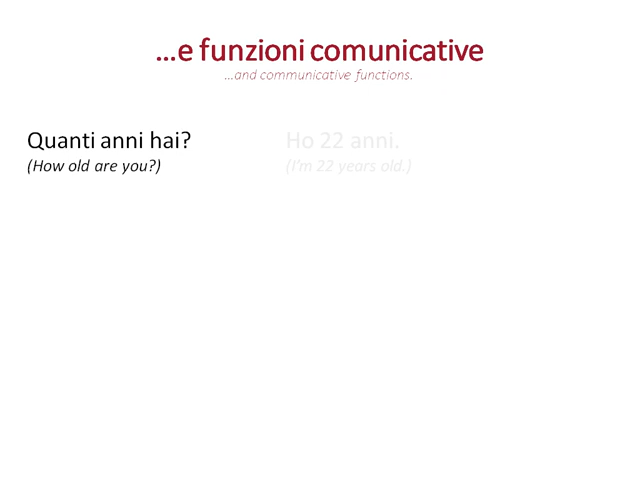 …e funzioni comunicative
…and communicative functions.
Quanti anni hai? Ho 22 anni.
(How old are you?) (I'm 22 years old.)